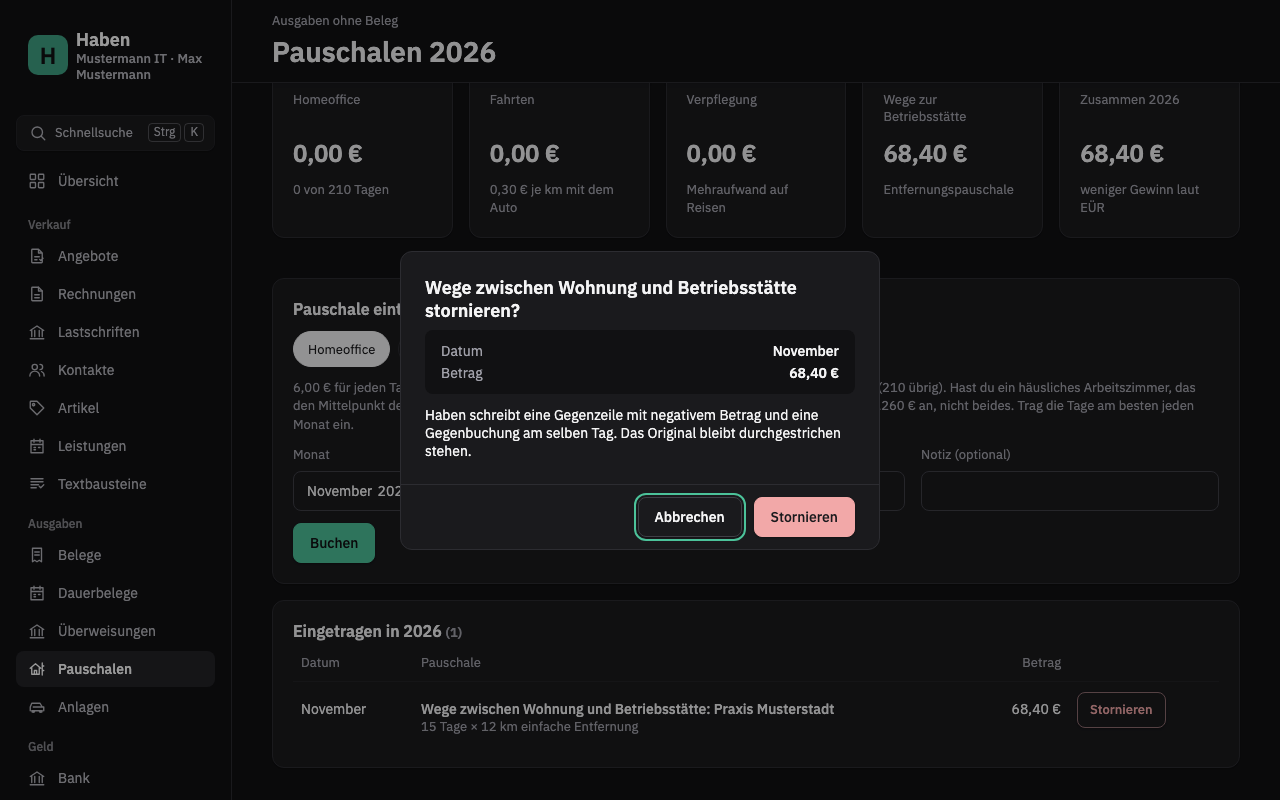 H
Haben
Mustermann IT · Max
Mustermann
Schnellsuche Strg K
Übersicht
Verkauf
Angebote
Rechnungen
Lastschriften
Kontakte
Artikel
Leistungen
Textbausteine
Ausgaben
Belege
Dauerbelege
Überweisungen
Pauschalen
Anlagen
Geld
Bank
Ausgaben ohne Beleg
Pauschalen 2026
Homeoffice
0,00 €
0 von 210 Tagen
Fahrten
0,00 €
0,30 € je km mit dem
Auto
Verpflegung
0,00 €
Mehraufwand auf
Reisen
Wege zur
Betriebsstätte
68,40 €
Entfernungspauschale
Zusammen 2026
68,40 €
weniger Gewinn laut
EÜR
Pauschale eint
Homeoffice
6,00 € für jeden Ta (210 übrig). Hast du ein häusliches Arbeitszimmer, das
den Mittelpunkt de 260 € an, nicht beides. Trag die Tage am besten jeden
Monat ein.
Monat
November 202
Notiz (optional)
Buchen
Wege zwischen Wohnung und Betriebsstätte
stornieren?
Datum November
Betrag 68,40 €
Haben schreibt eine Gegenzeile mit negativem Betrag und eine
Gegenbuchung am selben Tag. Das Original bleibt durchgestrichen
stehen.
Abbrechen Stornieren
Eingetragen in 2026 (1)
Datum Pauschale Betrag
November Wege zwischen Wohnung und Betriebsstätte: Praxis Musterstadt 68,40 € Stornieren
15 Tage × 12 km einfache Entfernung